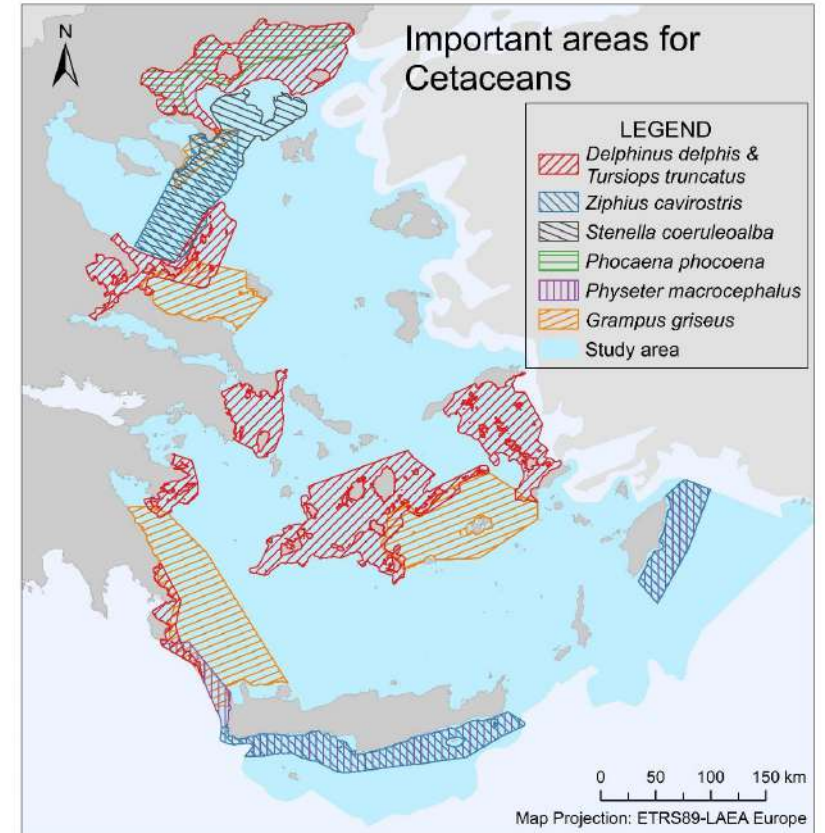 N
Important areas for
Cetaceans
LEGEND
Delphinus delphis &
Tursiops truncatus
Ziphius cavirostris
Stenella coeruleoalba
Phocaena phocoena
Physeter macrocephalus
Grampus griseus
Study area
0 50 100 150 km
Map Projection: ETRS89-LAEA Europe